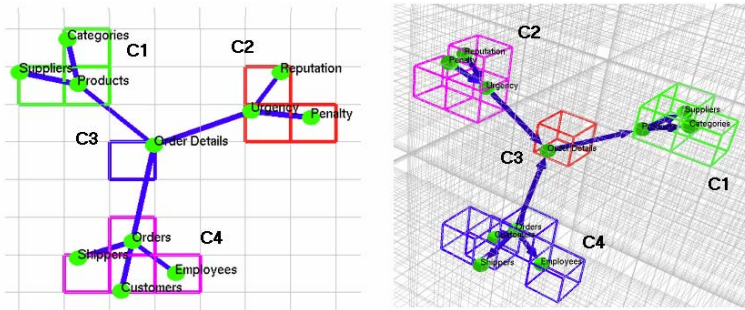 Categories
C1
Suppliers
Products
C2
Reputation
Urgency
Penalty
C3
Order Details
C4
Orders
Shippers
Employees
Customers
C2
Reputation
Penalty
Urgency
Suppliers
Categories
C1
Order Details
C3
Orders
Customers
C4
Shippers
Employees